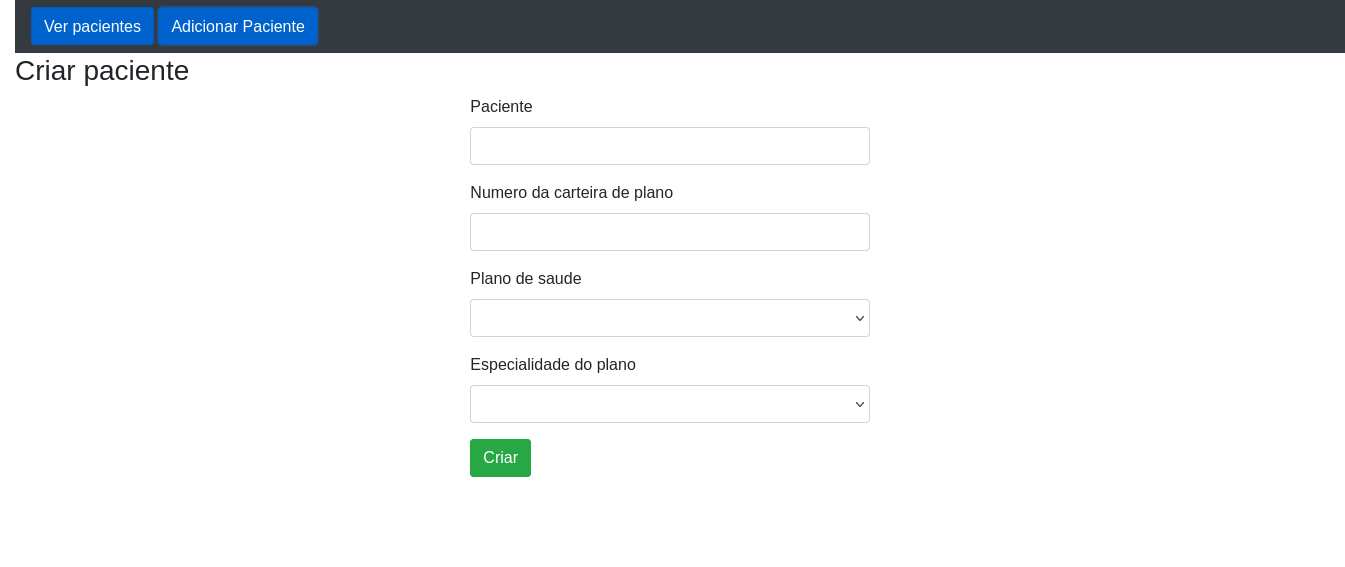 Ver pacientes Adicionar Paciente
Criar paciente
Paciente
Numero da carteira de plano
Plano de saude
Especialidade do plano
Criar